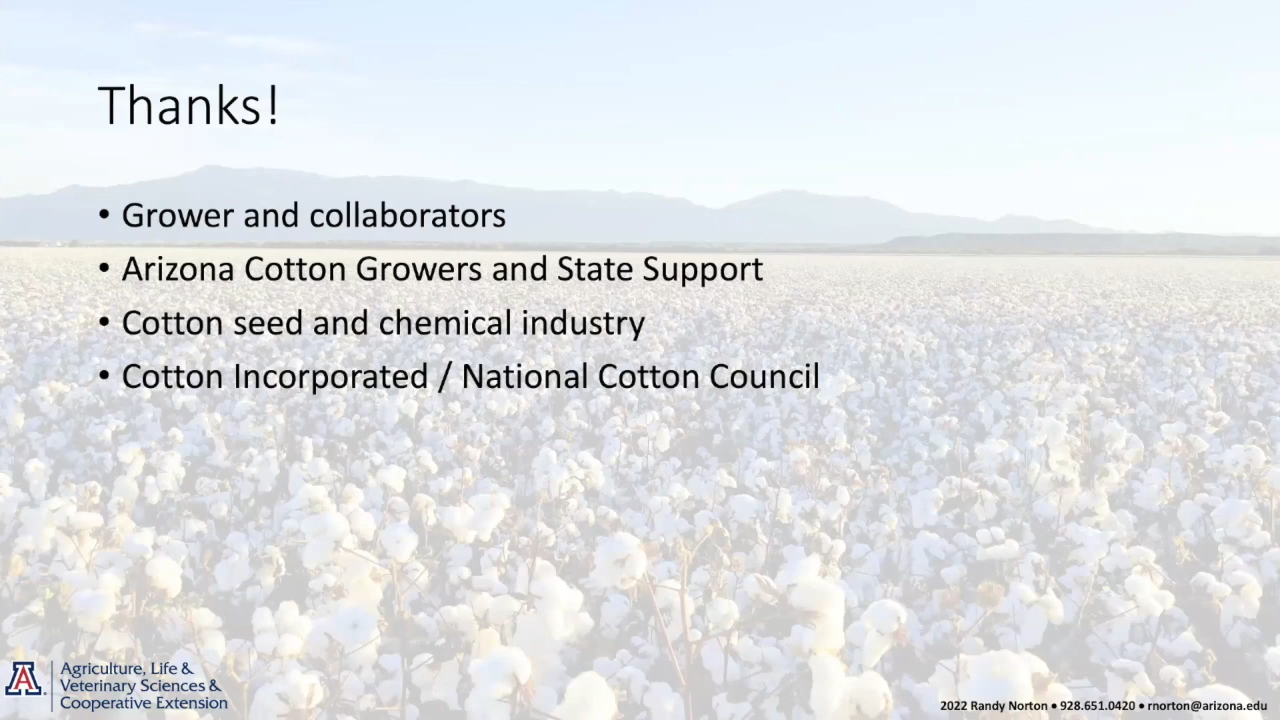 Thanks!
• Grower and collaborators
• Arizona Cotton Growers and State Support
• Cotton seed and chemical industry
• Cotton Incorporated / National Cotton Council
A
Agriculture, Life &
Veterinary Sciences &
Cooperative Extension
2022 Randy Norton ● 928.651.0420 ● rnorton@arizona.edu